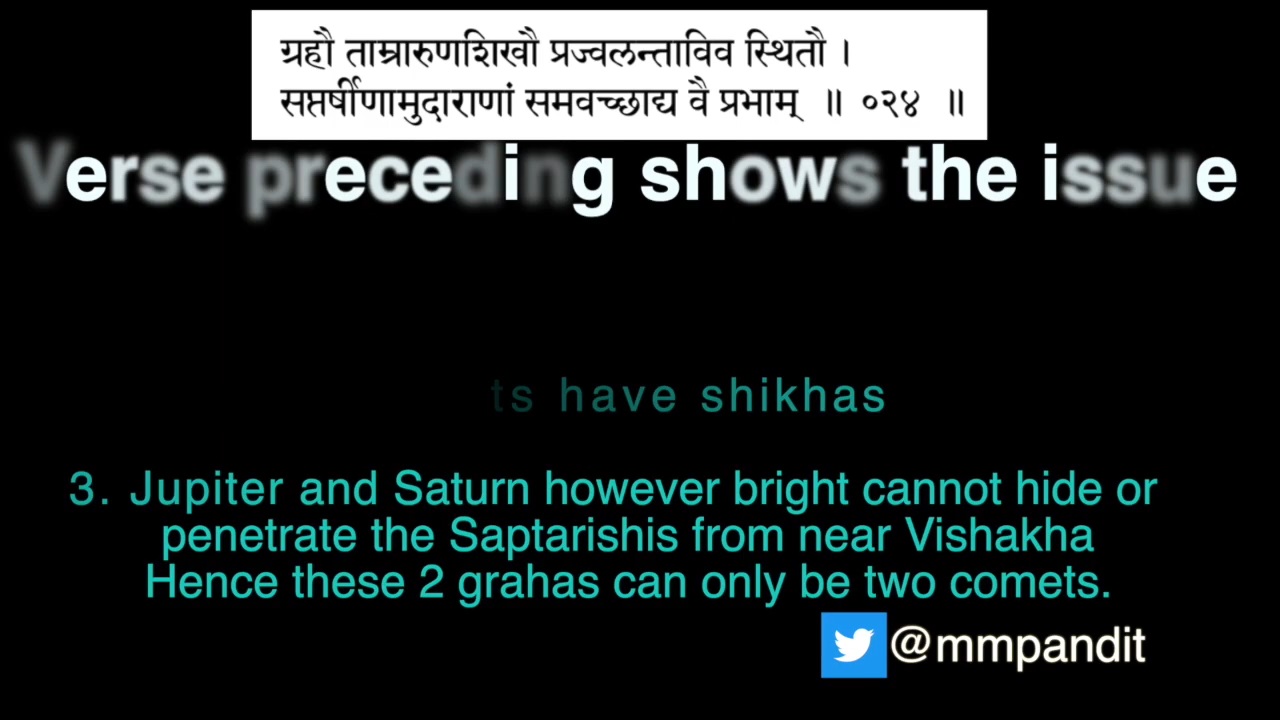 ग्रहौ ताम्रारुणशिखौ प्रज्वलन्ताविव स्थितौ ।
सप्तर्षीणामुदाराणां समवच्छाद्य वै प्रभाम् ॥ ०२४ ॥
Verse preceding shows the issue
ts have shikhas
3. Jupiter and Saturn however bright cannot hide or
penetrate the Saptarishis from near Vishakha
Hence these 2 grahas can only be two comets.
@mmpandit